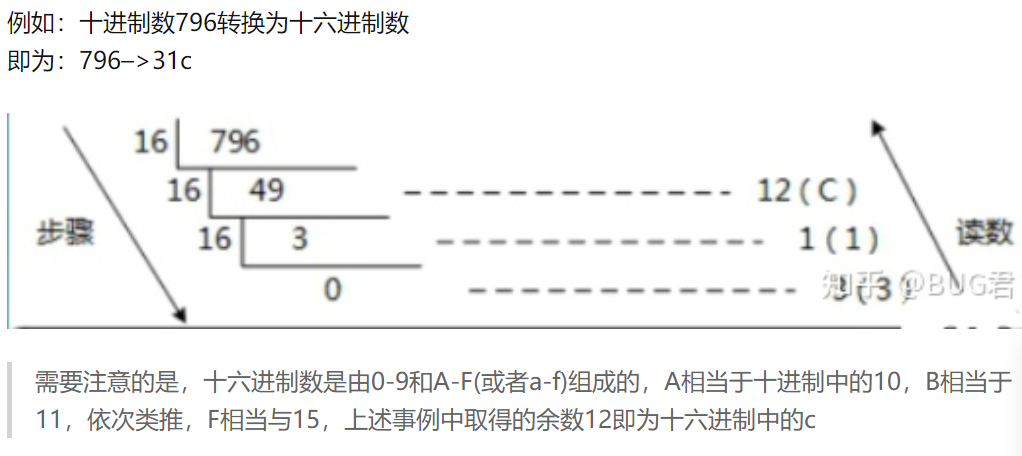 例如：十进制数796转换为十六进制数
即为：796–>31c
16 796
16 49 12(C)
步骤 16 3 1(1) 读数
0 3(3)
知乎 @BUG君
需要注意的是，十六进制数是由0-9和A-F(或者a-f)组成的，A相当于十进制中的10，B相当于
11，依次类推，F相当与15，上述事例中取得的余数12即为十六进制中的c